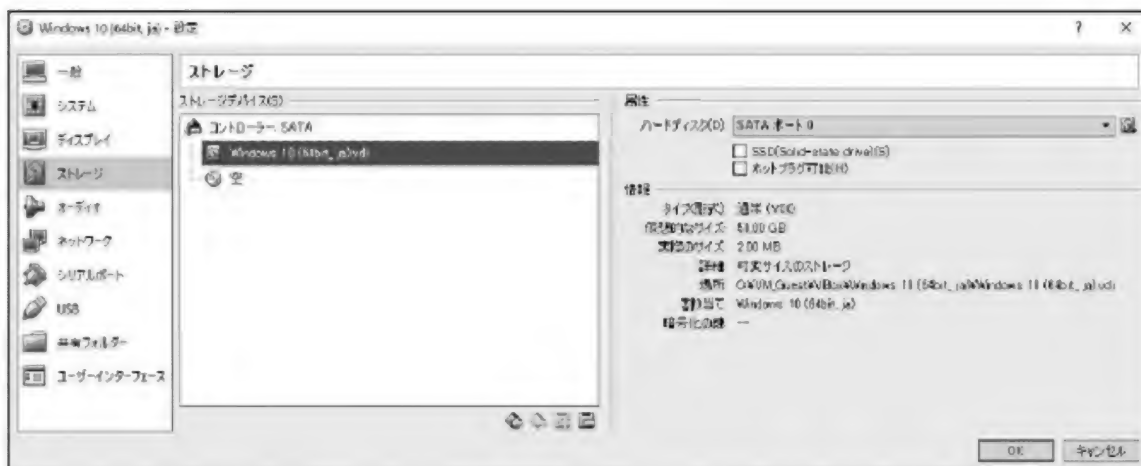 Windows 10 (64bit, ja) - 設定
? ×
一般
システム
ディスプレイ
ストレージ
オーディオ
ネットワーク
シリアルポート
USB
共有フォルダー
ユーザーインターフェース
ストレージ
ストレージデバイス(S)
コントローラー: SATA
Windows 10 (64bit, ja).vdi
空
属性
ハードディスク(D): SATA ポート 0
SSD(Solid-state drive)(S)
ホットプラグ可能(H)
情報
タイプ(形式): 通常 (VDI)
仮想的なサイズ:
GB
実際のサイズ: 2.00 MB
詳細: 可変サイズのストレージ
場所:
割り当て: Windows 10 (64bit, ja)
暗号化の鍵: --
OK
キャンセル